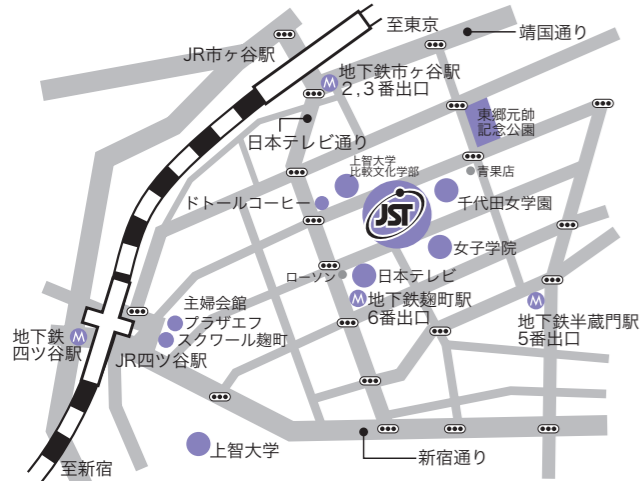 至東京
靖国通り
JR市ヶ谷駅
地下鉄市ヶ谷駅
2,3番出口
東郷元帥
記念公園
日本テレビ通り
上智大学
比較文化学部
青果店
ドトールコーヒー
JST
千代田女学園
女子学院
ローソン
日本テレビ
地下鉄麹町駅
6番出口
地下鉄半蔵門駅
5番出口
主婦会館
プラザエフ
スクワール麹町
地下鉄
四ツ谷駅
JR四ツ谷駅
上智大学
新宿通り
至新宿
M
M
M
M